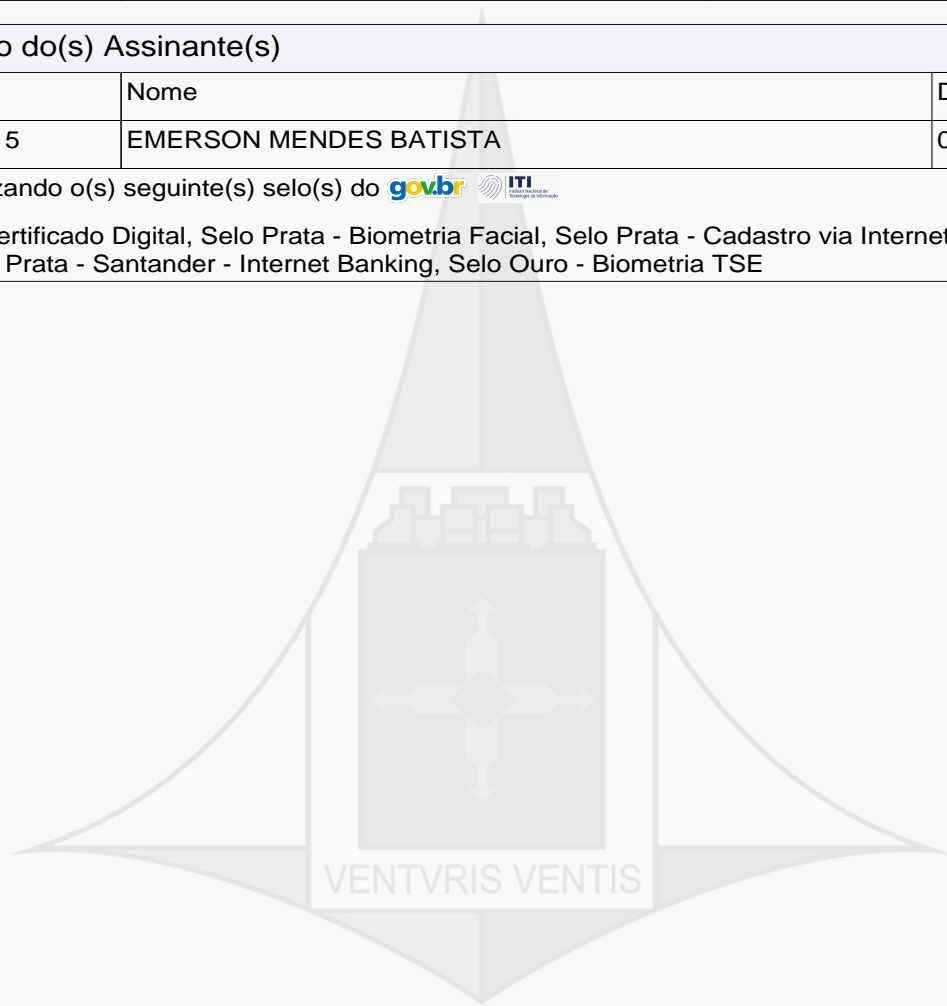 o do(s) Assinante(s)
Nome D
5 EMERSON MENDES BATISTA 0
zando o(s) seguinte(s) selo(s) do gov.br ITI
ertificado Digital, Selo Prata - Biometria Facial, Selo Prata - Cadastro via Internet
Prata - Santander - Internet Banking, Selo Ouro - Biometria TSE
VENTVRIS VENTIS